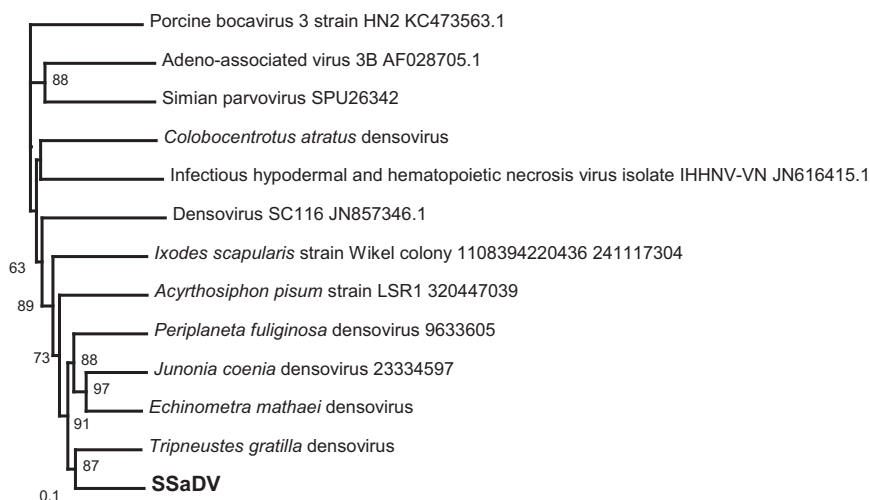 Porcine bocavirus 3 strain HN2 KC473563.1
Adeno-associated virus 3B AF028705.1
88
Simian parvovirus SPU26342
Colobocentrotus atratus densovirus
Infectious hypodermal and hematopoietic necrosis virus isolate IHHNV-VN JN616415.1
Densovirus SC116 JN857346.1
Ixodes scapularis strain Wikel colony 1108394220436 241117304
63
Acyrthosiphon pisum strain LSR1 320447039
89
Periplaneta fuliginosa densovirus 9633605
73
88
Junonia coenia densovirus 23334597
97
Echinometra mathaei densovirus
91
Tripneustes gratilla densovirus
87
SSaDV
0.1